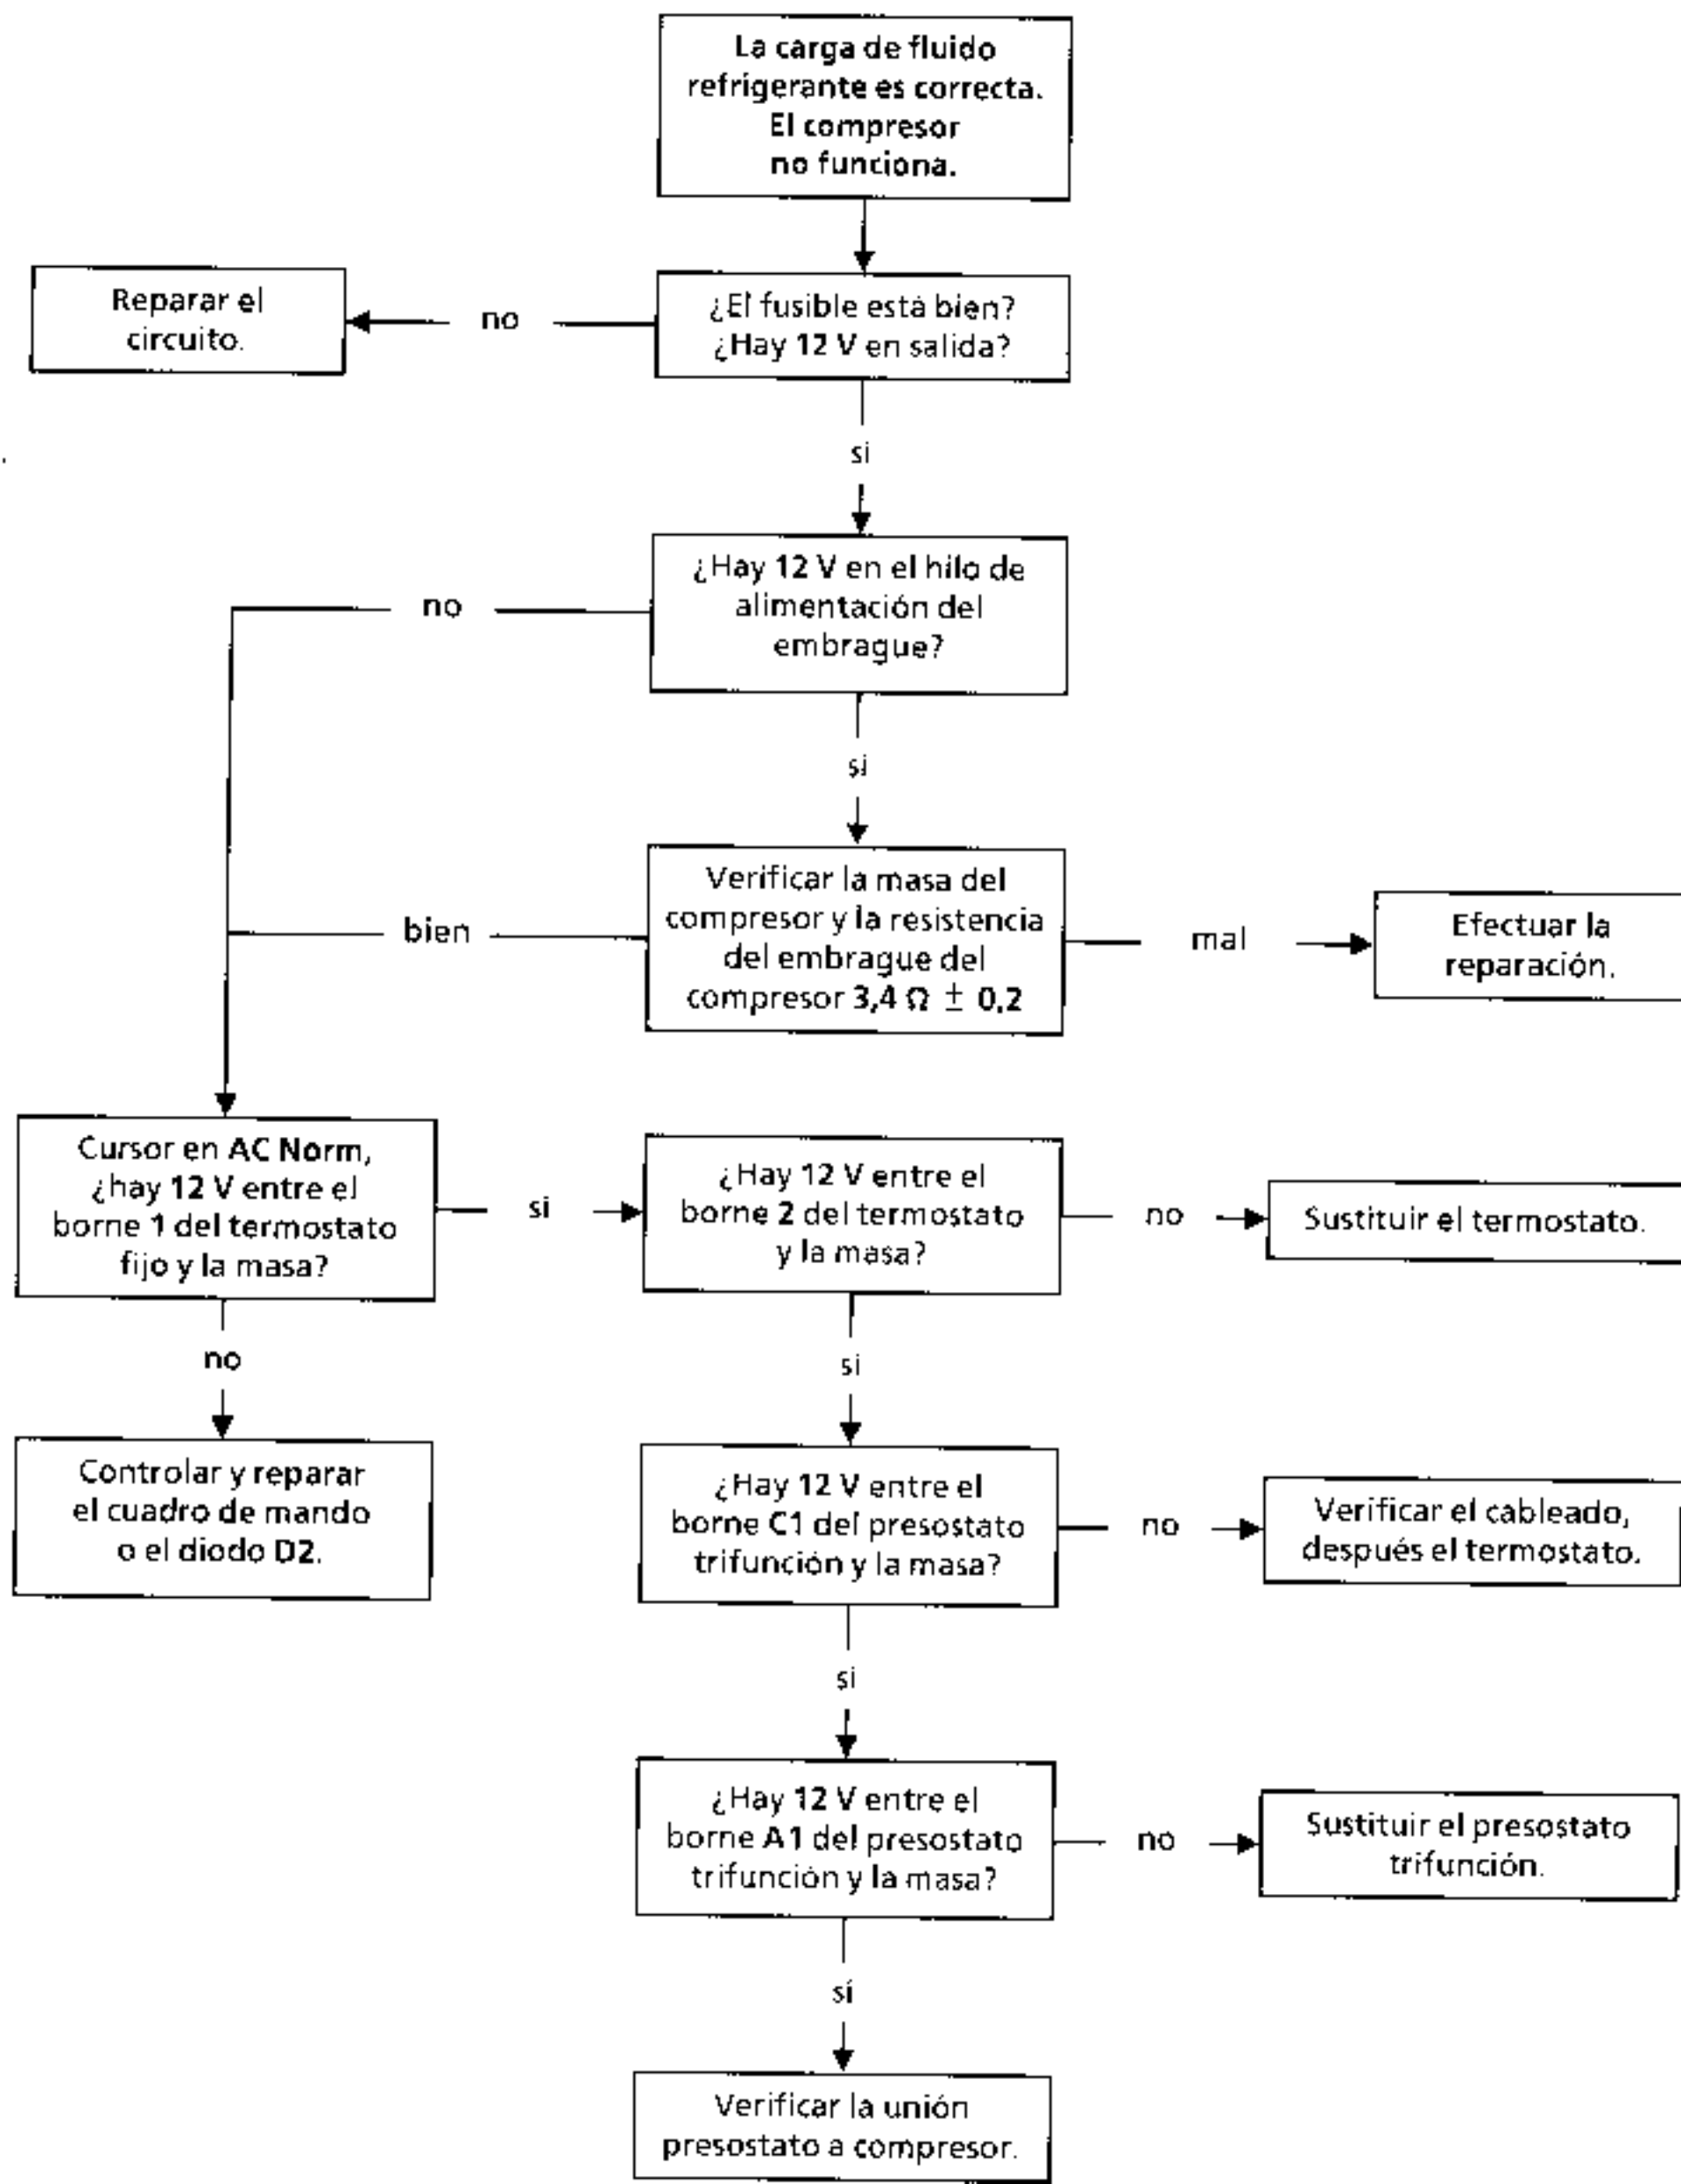 La carga de fluido
refrigerante es correcta.
El compresor
no funciona.
Reparar el
circuito.
no
¿El fusible está bien?
¿Hay 12 V en salida?
si
¿Hay 12 V en el hilo de
alimentación del
embrague?
no
si
Verificar la masa del
compresor y la resistencia
del embrague del
compresor 3,4 Ω ± 0,2
bien
mal
Efectuar la
reparación.
Cursor en AC Norm,
¿hay 12 V entre el
borne 1 del termostato
fijo y la masa?
si
¿Hay 12 V entre el
borne 2 del termostato
y la masa?
no
Sustituir el termostato.
no
si
Controlar y reparar
el cuadro de mando
o el diodo D2.
¿Hay 12 V entre el
borne C1 del presostato
trifunción y la masa?
no
Verificar el cableado,
después el termostato.
si
¿Hay 12 V entre el
borne A1 del presostato
trifunción y la masa?
no
Sustituir el presostato
trifunción.
sí
Verificar la unión
presostato a compresor.